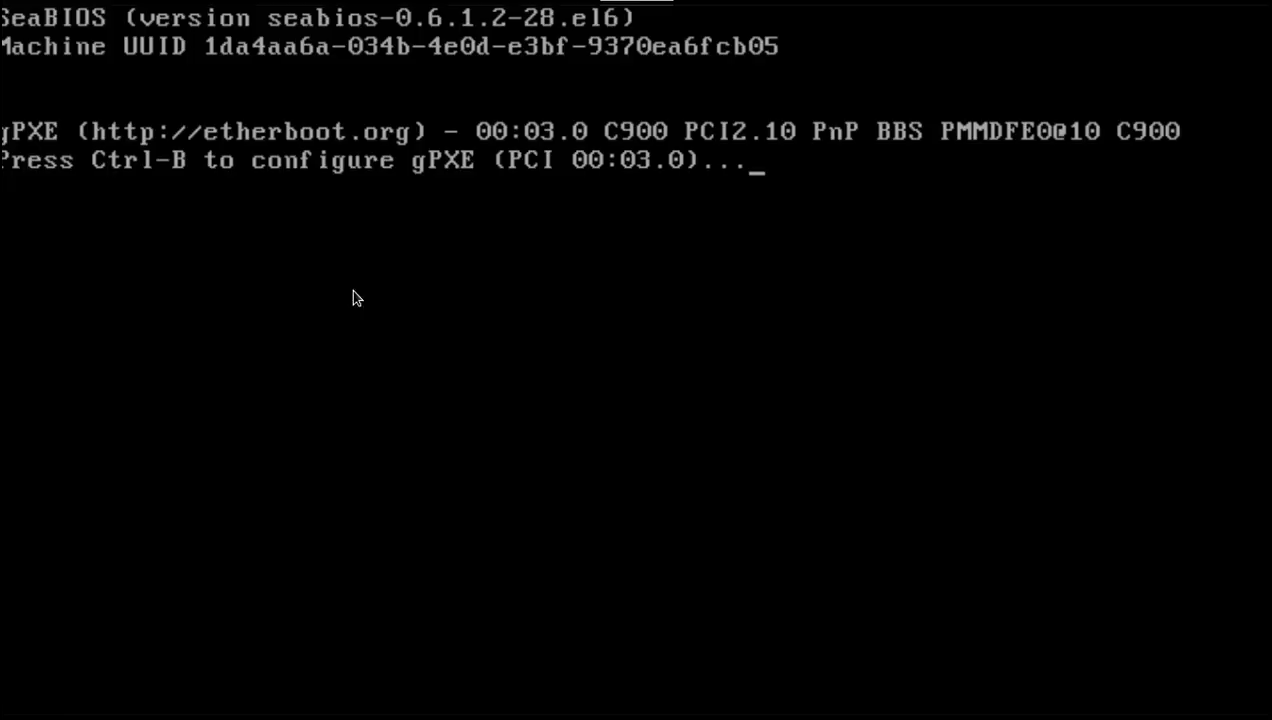 SeaBIOS (version seabios-0.6.1.2-28.el6)
Machine UUID 1da4aa6a-034b-4e0d-e3bf-9370ea6fcb05
gPXE (http://etherboot.org) - 00:03.0 C900 PCI2.10 PnP BBS PMMDFE0@10 C900
Press Ctrl-B to configure gPXE (PCI 00:03.0)..._